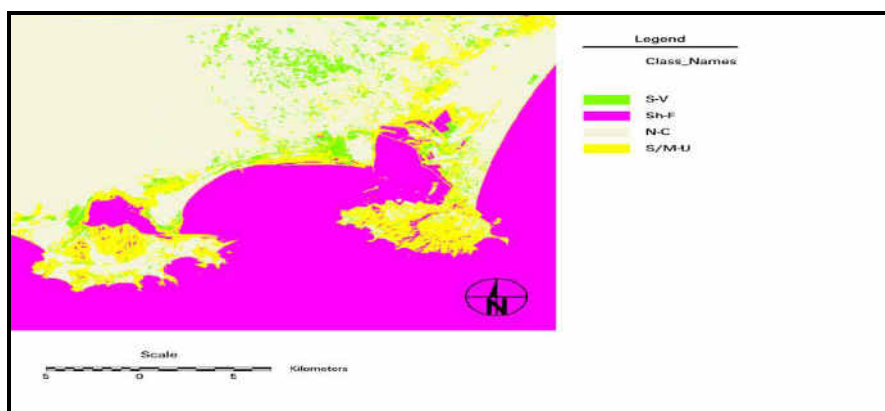 Legend
Class_Names
S-V
Sh-F
N-C
S/M-U
N
Scale
5 0 5 Kilometers